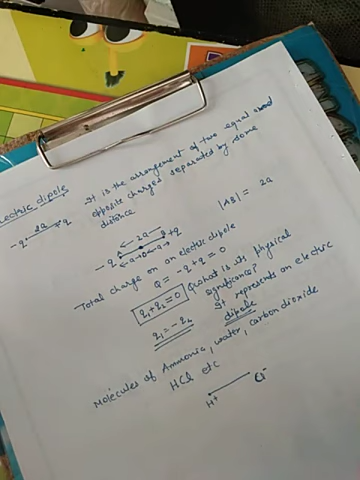 Electric dipole
It is the arrangement of two equal and
opposite charges separated by some
distance
-q 2a q
|AB| = 2a
← 2a →
-q A B +q
←a→O←a→
Total charge on an electric dipole
Q = -q+q = 0
q1+q2 = 0 Q What is its physical
significance?
q1 = -q2 It represents an electric
dipole
Molecules of Ammonia, water, carbondioxide
HCl etc
H+ Cl-